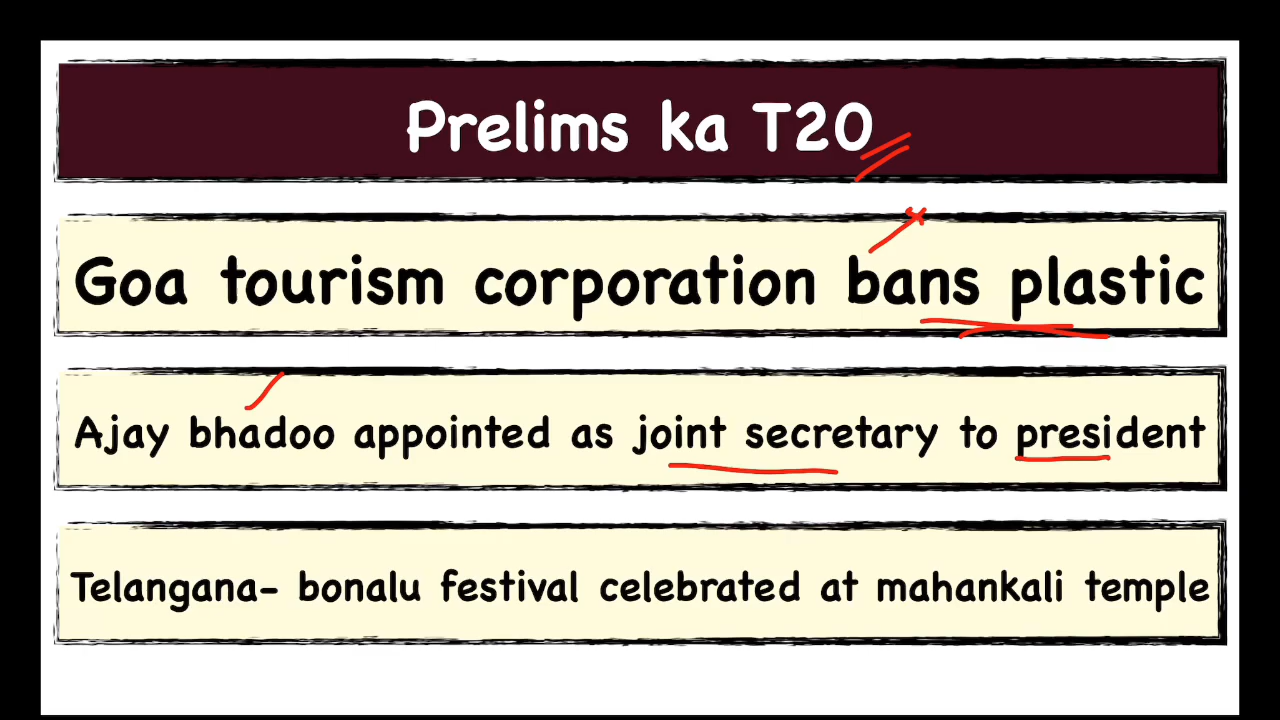 Prelims ka T20
Goa tourism corporation bans plastic
Ajay bhadoo appointed as joint secretary to president
Telangana- bonalu festival celebrated at mahankali temple